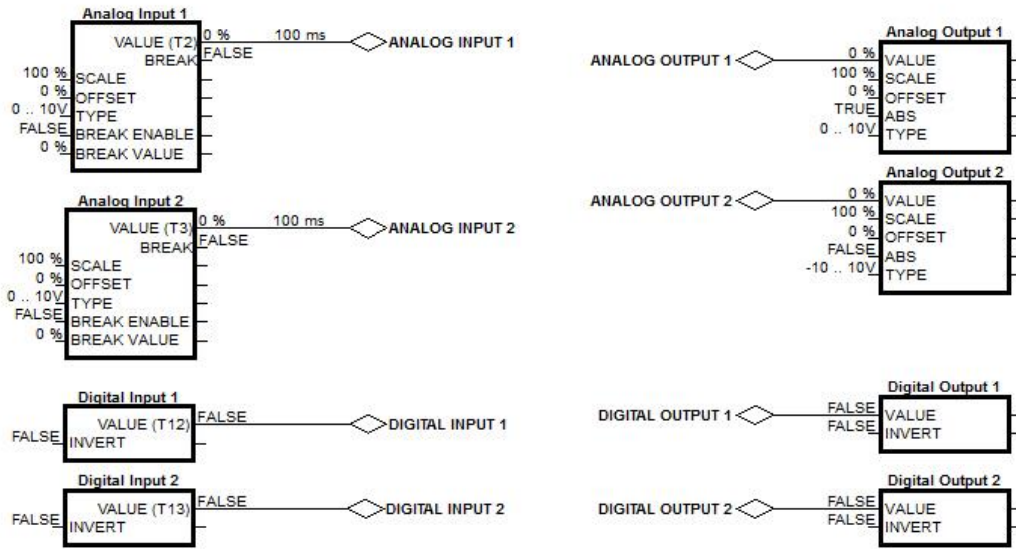 Analog Input 1
VALUE (T2) 0 % 100 ms ANALOG INPUT 1
BREAK FALSE
100 % SCALE
0 % OFFSET
0 .. 10V TYPE
FALSE BREAK ENABLE
0 % BREAK VALUE
Analog Input 2
VALUE (T3) 0 % 100 ms ANALOG INPUT 2
BREAK FALSE
100 % SCALE
0 % OFFSET
0 .. 10V TYPE
FALSE BREAK ENABLE
0 % BREAK VALUE
Digital Input 1
VALUE (T12) FALSE DIGITAL INPUT 1
FALSE INVERT
Digital Input 2
VALUE (T13) FALSE DIGITAL INPUT 2
FALSE INVERT
Analog Output 1
ANALOG OUTPUT 1 0 % VALUE
100 % SCALE
0 % OFFSET
TRUE ABS
0 .. 10V TYPE
Analog Output 2
ANALOG OUTPUT 2 0 % VALUE
100 % SCALE
0 % OFFSET
FALSE ABS
-10 .. 10V TYPE
Digital Output 1
DIGITAL OUTPUT 1 FALSE VALUE
FALSE INVERT
Digital Output 2
DIGITAL OUTPUT 2 FALSE VALUE
FALSE INVERT